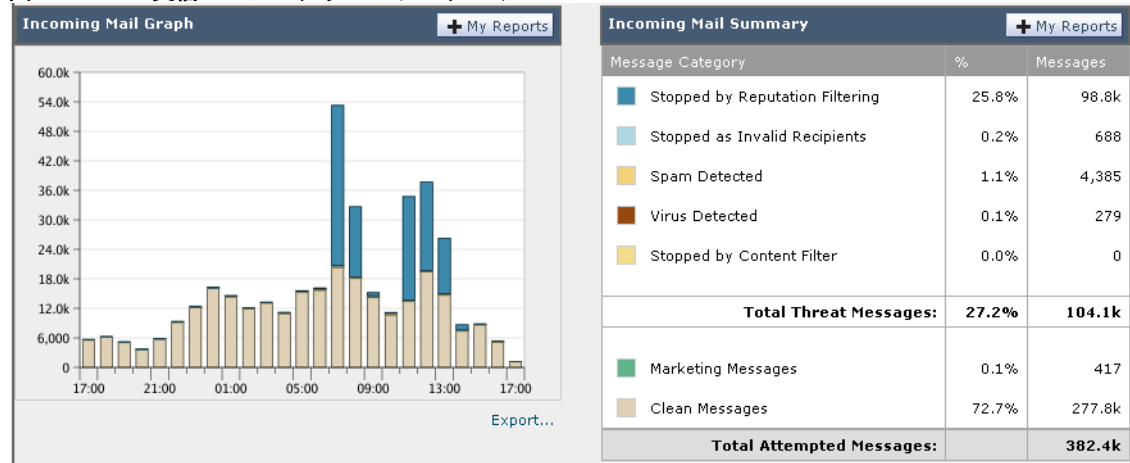 Incoming Mail Graph
+ My Reports
60.0k
54.0k
48.0k
42.0k
36.0k
30.0k
24.0k
18.0k
12.0k
6,000
0
17:00 21:00 01:00 05:00 09:00 13:00 17:00
Export...
Incoming Mail Summary
+ My Reports
Message Category % Messages
Stopped by Reputation Filtering 25.8% 98.8k
Stopped as Invalid Recipients 0.2% 688
Spam Detected 1.1% 4,385
Virus Detected 0.1% 279
Stopped by Content Filter 0.0% 0
Total Threat Messages: 27.2% 104.1k
Marketing Messages 0.1% 417
Clean Messages 72.7% 277.8k
Total Attempted Messages: 382.4k